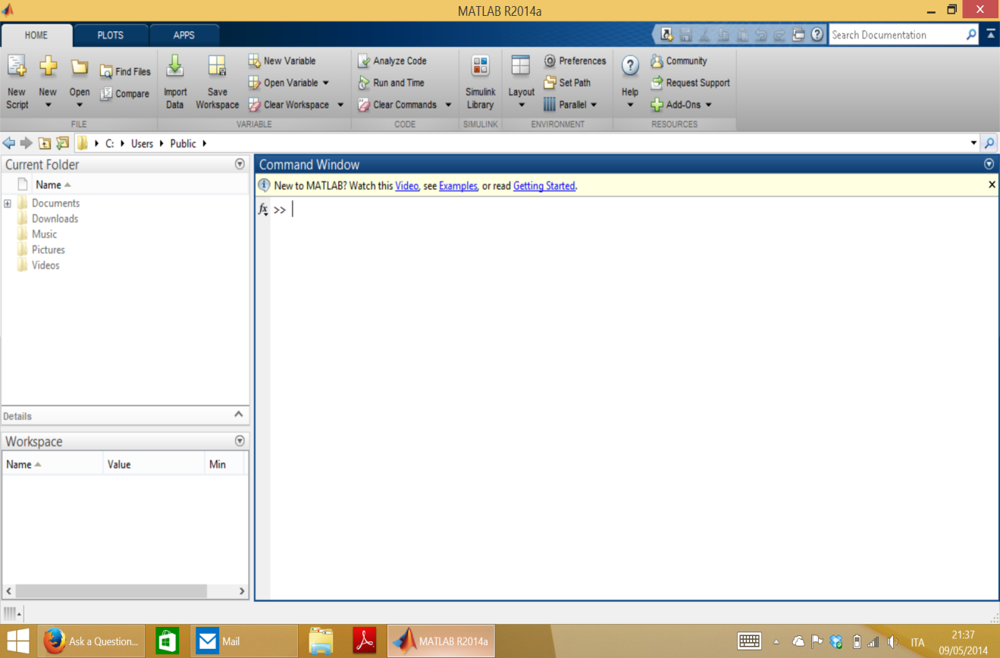 MATLAB R2014a
HOME PLOTS APPS
Search Documentation
New Script
New
Open
Find Files
Compare
FILE
Import Data
Save Workspace
New Variable
Open Variable
Clear Workspace
VARIABLE
Analyze Code
Run and Time
Clear Commands
CODE
Simulink Library
SIMULINK
Layout
Preferences
Set Path
Parallel
ENVIRONMENT
Help
Community
Request Support
Add-Ons
RESOURCES
C: Users Public
Current Folder
Name
Documents
Downloads
Music
Pictures
Videos
Details
Workspace
Name Value Min
Command Window
New to MATLAB? Watch this Video, see Examples, or read Getting Started.
fx >>
Ask a Question...
Mail
MATLAB R2014a
ITA
21:37
09/05/2014